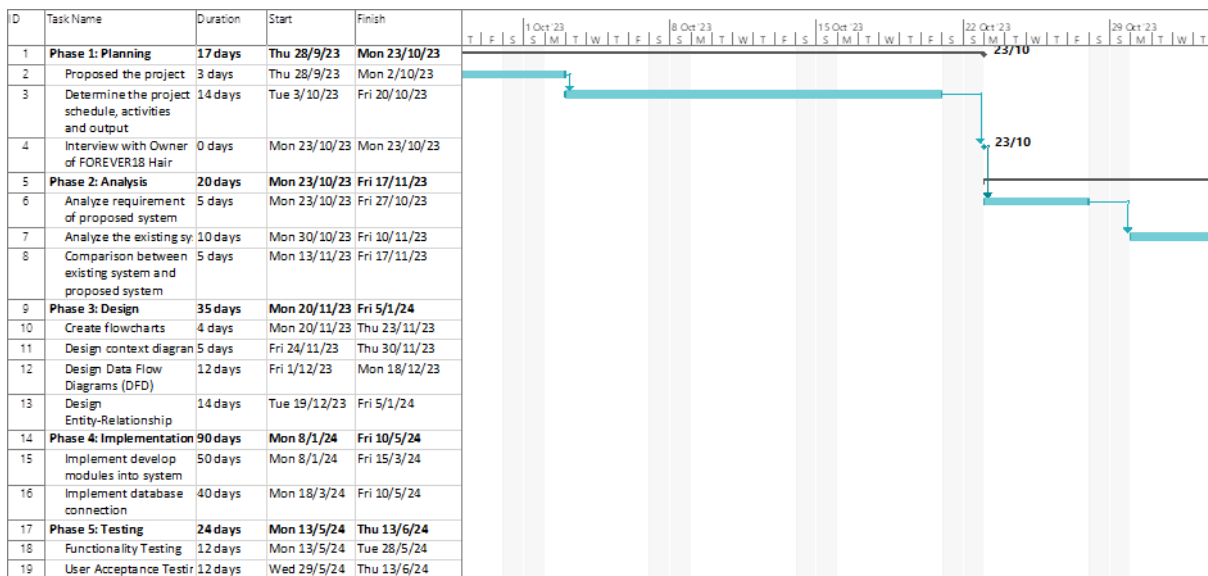 ID Task Name Duration Start Finish
1 Oct '23 8 Oct '23 15 Oct '23 22 Oct '23 29 Oct '23
T F S S M T W T F S S M T W T F S S M T W T F S S M T W T F S S M T W T
1 Phase 1: Planning 17 days Thu 28/9/23 Mon 23/10/23 23/10
2 Proposed the project 3 days Thu 28/9/23 Mon 2/10/23
3 Determine the project 14 days Tue 3/10/23 Fri 20/10/23
schedule, activities
and output
4 Interview with Owner 0 days Mon 23/10/23 Mon 23/10/23 23/10
of FOREVER18 Hair
5 Phase 2: Analysis 20 days Mon 23/10/23 Fri 17/11/23
6 Analyze requirement 5 days Mon 23/10/23 Fri 27/10/23
of proposed system
7 Analyze the existing sy 10 days Mon 30/10/23 Fri 10/11/23
8 Comparison between 5 days Mon 13/11/23 Fri 17/11/23
existing system and
proposed system
9 Phase 3: Design 35 days Mon 20/11/23 Fri 5/1/24
10 Create flowcharts 4 days Mon 20/11/23 Thu 23/11/23
11 Design context diagran 5 days Fri 24/11/23 Thu 30/11/23
12 Design Data Flow 12 days Fri 1/12/23 Mon 18/12/23
Diagrams (DFD)
13 Design 14 days Tue 19/12/23 Fri 5/1/24
Entity-Relationship
14 Phase 4: Implementation 90 days Mon 8/1/24 Fri 10/5/24
15 Implement develop 50 days Mon 8/1/24 Fri 15/3/24
modules into system
16 Implement database 40 days Mon 18/3/24 Fri 10/5/24
connection
17 Phase 5: Testing 24 days Mon 13/5/24 Thu 13/6/24
18 Functionality Testing 12 days Mon 13/5/24 Tue 28/5/24
19 User Acceptance Testir 12 days Wed 29/5/24 Thu 13/6/24